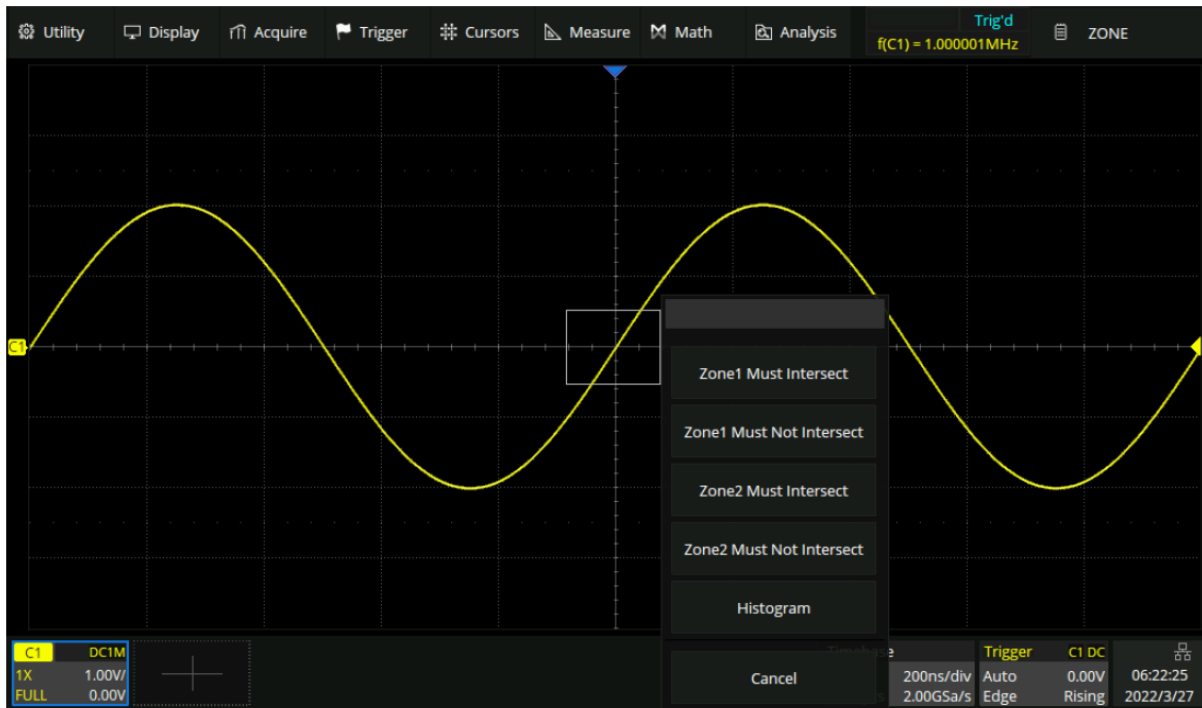 Utility Display Acquire Trigger Cursors Measure Math Analysis Trig'd ZONE
f(C1) = 1.000001MHz
C1
Zone1 Must Intersect
Zone1 Must Not Intersect
Zone2 Must Intersect
Zone2 Must Not Intersect
Histogram
Cancel
C1 DC1M
1X 1.00V/
FULL 0.00V
200ns/div
2.00GSa/s
Trigger C1 DC
Auto 0.00V
Edge Rising
06:22:25
2022/3/27